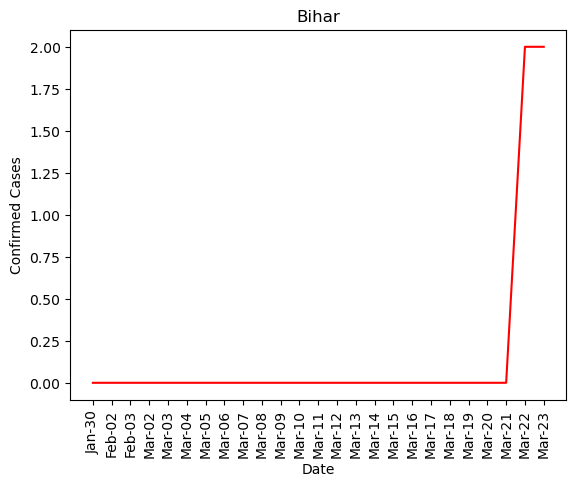 Bihar
Confirmed Cases
2.00
1.75
1.50
1.25
1.00
0.75
0.50
0.25
0.00
Jan-30
Feb-02
Feb-03
Mar-02
Mar-03
Mar-04
Mar-05
Mar-06
Mar-07
Mar-08
Mar-09
Mar-10
Mar-11
Mar-12
Mar-13
Mar-14
Mar-15
Mar-16
Mar-17
Mar-18
Mar-19
Mar-20
Mar-21
Mar-22
Mar-23
Date